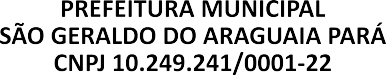 PREFEITURA MUNICIPAL
SÃO GERALDO DO ARAGUAIA PARÁ
CNPJ 10.249.241/0001-22